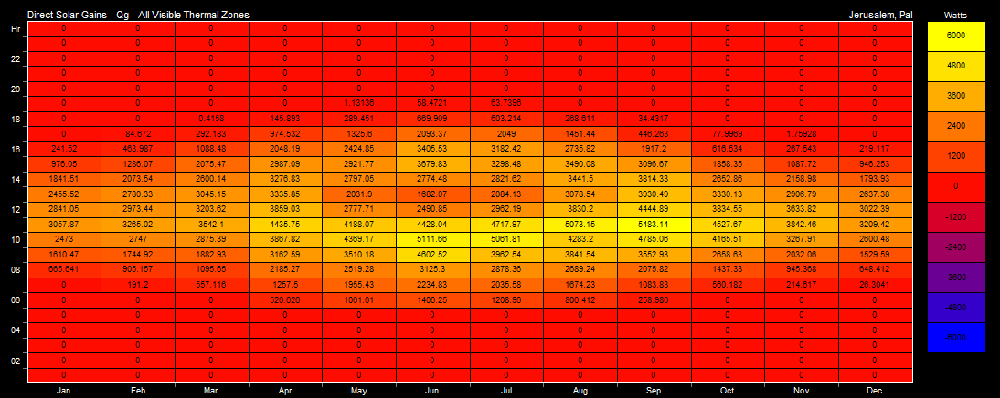 Direct Solar Gains - Qg - All Visible Thermal Zones Jerusalem, Pal Watts
Hr 0 0 0 0 0 0 0 0 0 0 0 0
0 0 0 0 0 0 0 0 0 0 0 0 6000
22 0 0 0 0 0 0 0 0 0 0 0 0
0 0 0 0 0 0 0 0 0 0 0 0 4800
20 0 0 0 0 0 0 0 0 0 0 0 0
0 0 0 0 1.13136 58.4721 63.7396 0 0 0 0 0 3600
18 0 0 0.4158 145.893 289.451 669.909 603.214 268.611 34.4317 0 0 0
0 84.672 292.183 974.532 1325.6 2093.37 2049 1451.44 446.263 77.9969 1.75928 0 2400
16 241.52 463.987 1088.48 2048.19 2424.85 3405.53 3182.42 2735.82 1917.2 616.534 267.543 219.117
976.05 1286.07 2075.47 2987.09 2921.77 3679.83 3298.48 3490.08 3096.67 1858.35 1087.72 946.253 1200
14 1841.51 2073.54 2600.14 3276.83 2797.05 2774.48 2821.62 3441.5 3814.33 2652.86 2158.98 1793.93
2455.52 2780.33 3045.15 3335.85 2031.9 1682.07 2084.13 3078.54 3930.49 3330.13 2906.79 2637.38 0
12 2841.05 2973.44 3203.62 3859.03 2777.71 2490.85 2962.19 3830.2 4444.89 3834.55 3633.82 3022.39
3057.87 3265.02 3542.1 4435.75 4188.07 4428.04 4717.97 5073.15 5483.14 4527.67 3842.46 3209.42 -1200
10 2473 2747 2875.39 3867.82 4369.17 5111.66 5061.81 4283.2 4785.06 4165.51 3267.91 2600.48
1610.47 1744.92 1882.93 3162.59 3510.18 4602.52 3962.54 3841.54 3552.93 2658.63 2032.06 1529.59 -2400
08 665.641 905.157 1095.65 2185.27 2519.28 3125.3 2878.36 2689.24 2075.82 1437.33 945.368 648.412
0 191.2 557.116 1257.5 1955.43 2234.83 2035.58 1674.23 1083.83 560.182 214.617 26.3041 -3600
06 0 0 0 526.626 1061.61 1406.25 1208.96 806.412 258.986 0 0 0
0 0 0 0 0 0 0 0 0 0 0 0 -4800
04 0 0 0 0 0 0 0 0 0 0 0 0
0 0 0 0 0 0 0 0 0 0 0 0 -6000
02 0 0 0 0 0 0 0 0 0 0 0 0
0 0 0 0 0 0 0 0 0 0 0 0
Jan Feb Mar Apr May Jun Jul Aug Sep Oct Nov Dec